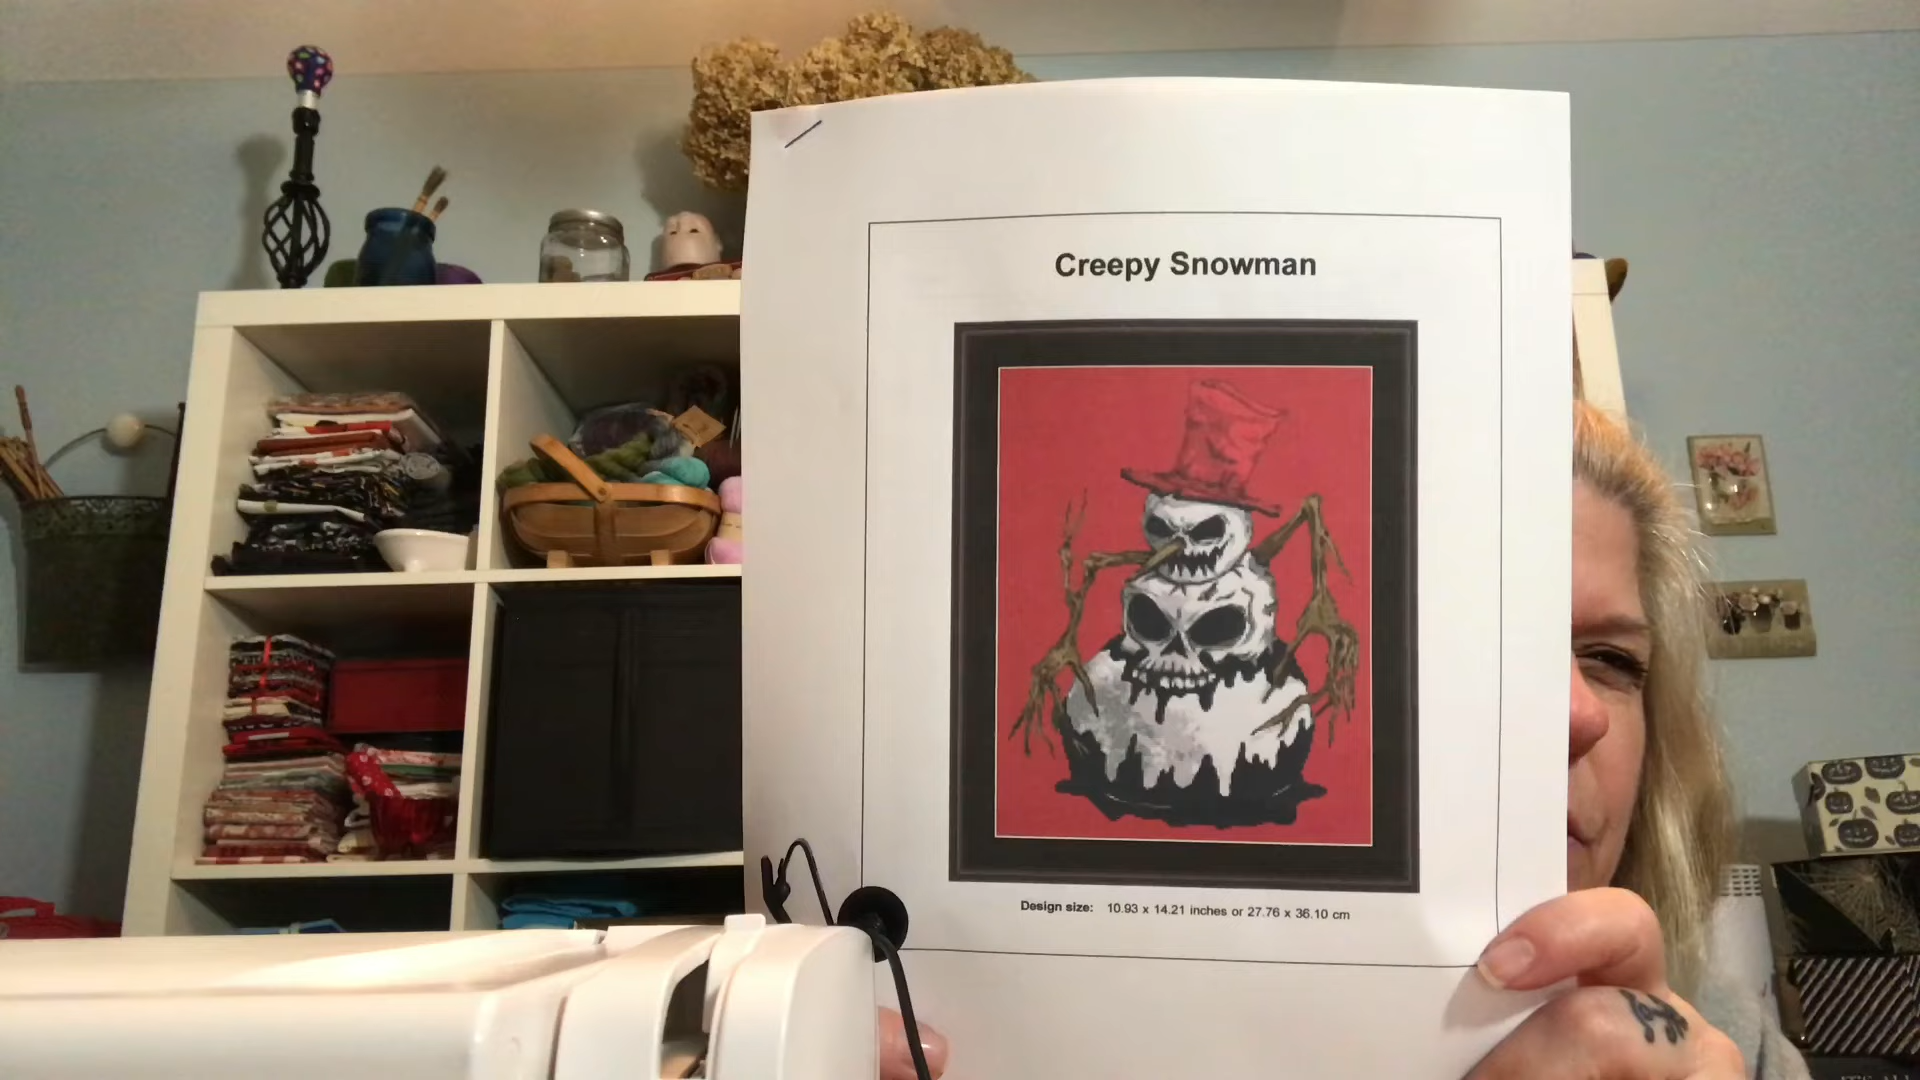 Creepy Snowman
Design size: 10.93 x 14.21 inches or 27.76 x 36.10 cm